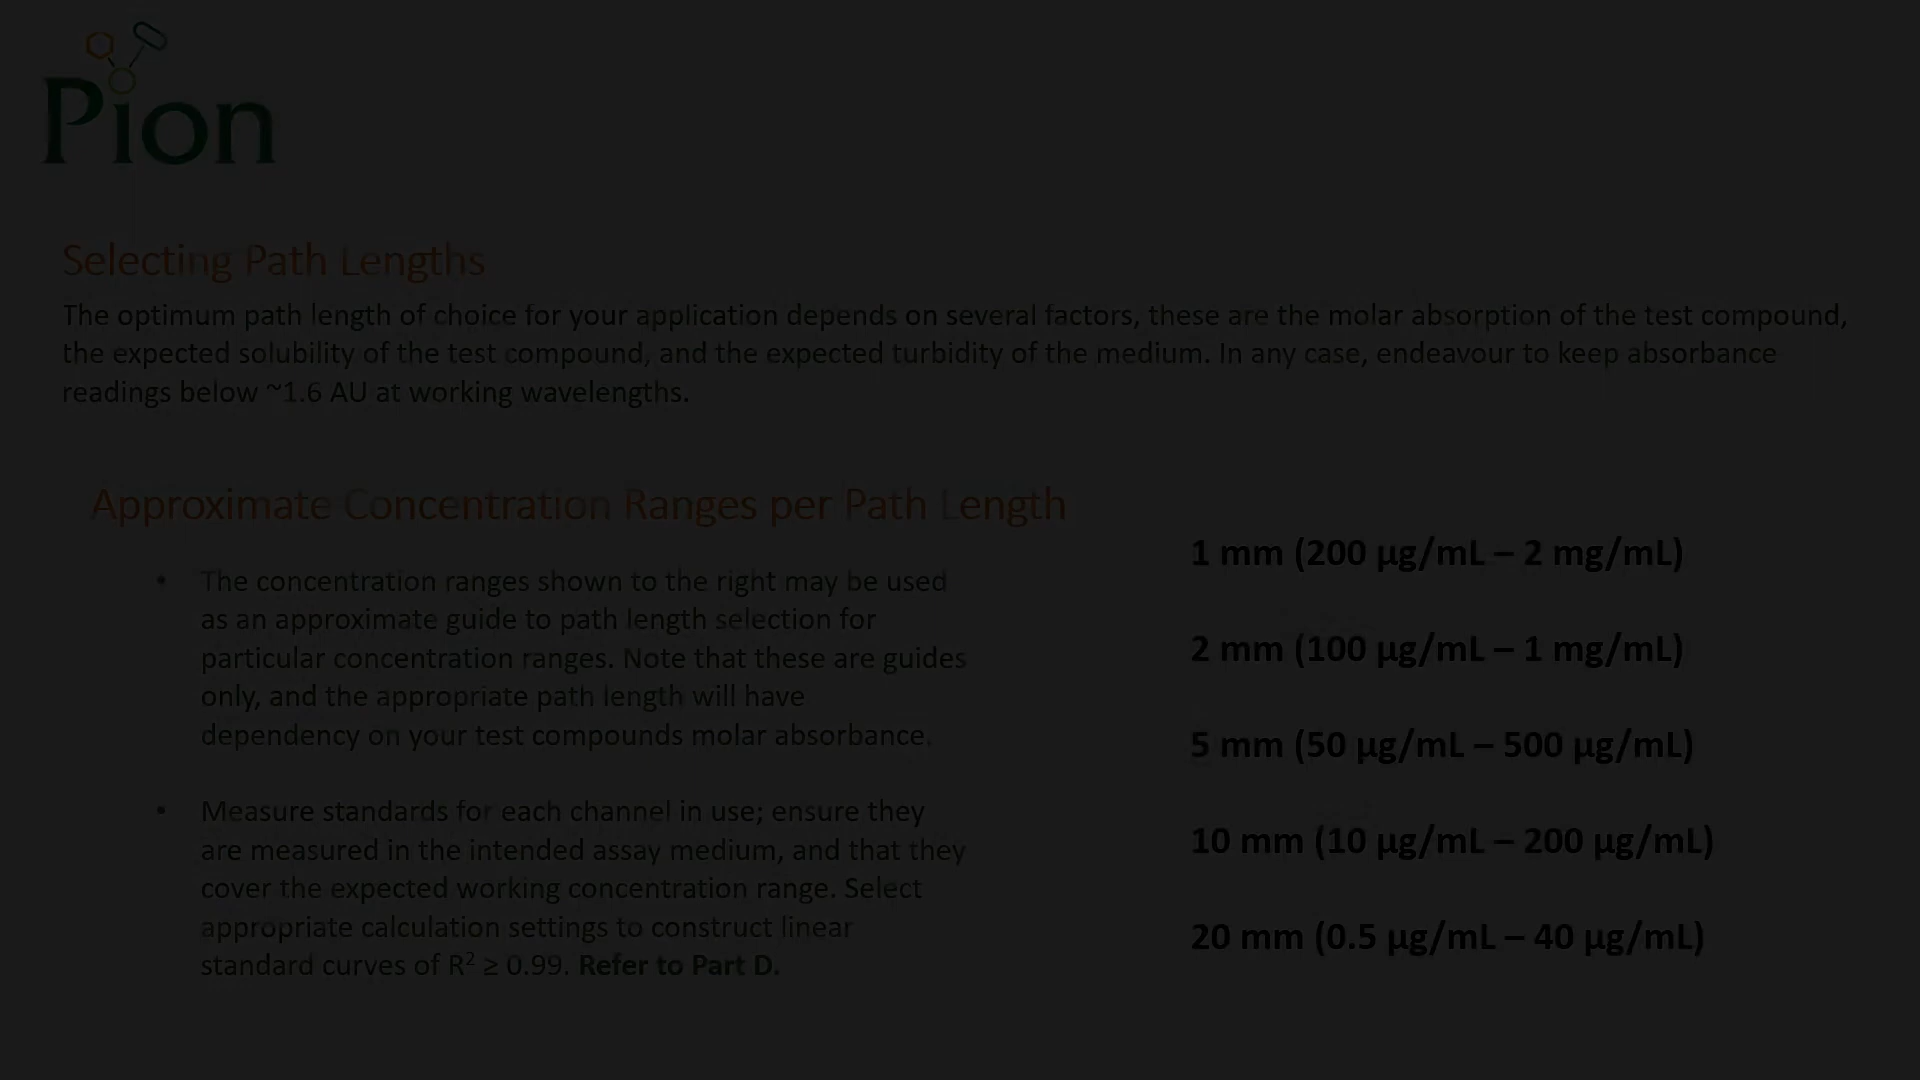 Pion
Selecting Path Lengths
The optimum path length of choice for your application depends on several factors, these are the molar absorption of the test compound,
the expected solubility of the test compound, and the expected turbidity of the medium. In any case, endeavour to keep absorbance
readings below ~1.6 AU at working wavelengths.
Approximate Concentration Ranges per Path Length
• The concentration ranges shown to the right may be used
as an approximate guide to path length selection for
particular concentration ranges. Note that these are guides
only, and the appropriate path length will have
dependency on your test compounds molar absorbance.
• Measure standards for each channel in use; ensure they
are measured in the intended assay medium, and that they
cover the expected working concentration range. Select
appropriate calculation settings to construct linear
standard curves of R² ≥ 0.99. Refer to Part D.
1 mm (200 µg/mL – 2 mg/mL)
2 mm (100 µg/mL – 1 mg/mL)
5 mm (50 µg/mL – 500 µg/mL)
10 mm (10 µg/mL – 200 µg/mL)
20 mm (0.5 µg/mL – 40 µg/mL)